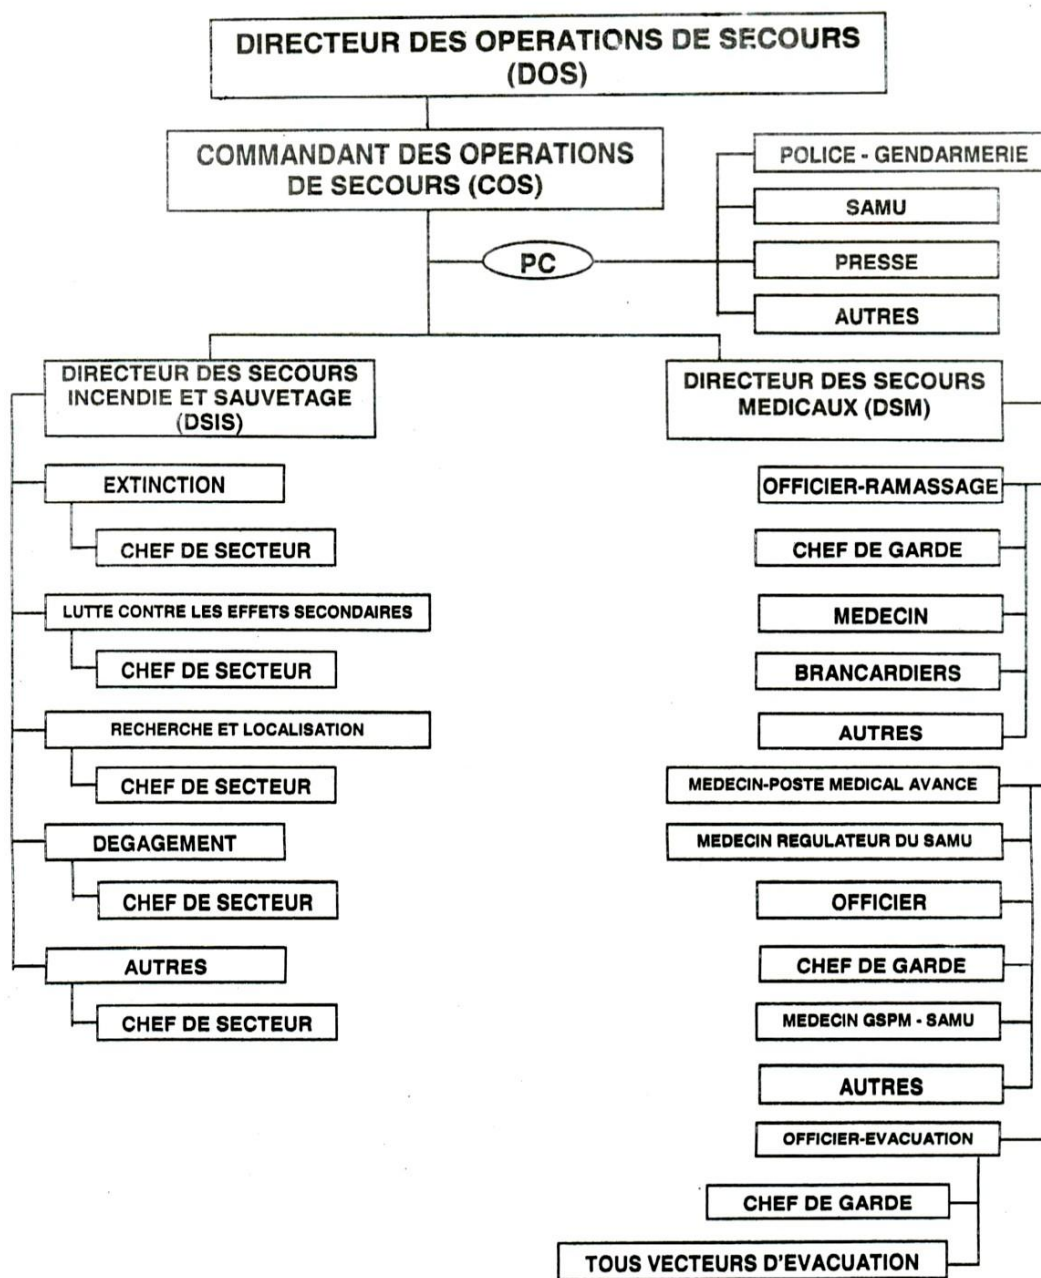 DIRECTEUR DES OPERATIONS DE SECOURS
(DOS)
COMMANDANT DES OPERATIONS
DE SECOURS (COS)
POLICE - GENDARMERIE
SAMU
PC
PRESSE
AUTRES
DIRECTEUR DES SECOURS
INCENDIE ET SAUVETAGE
(DSIS)
EXTINCTION
CHEF DE SECTEUR
LUTTE CONTRE LES EFFETS SECONDAIRES
CHEF DE SECTEUR
RECHERCHE ET LOCALISATION
CHEF DE SECTEUR
DEGAGEMENT
CHEF DE SECTEUR
AUTRES
CHEF DE SECTEUR
DIRECTEUR DES SECOURS
MEDICAUX (DSM)
OFFICIER-RAMASSAGE
CHEF DE GARDE
MEDECIN
BRANCARDIERS
AUTRES
MEDECIN-POSTE MEDICAL AVANCE
MEDECIN REGULATEUR DU SAMU
OFFICIER
CHEF DE GARDE
MEDECIN GSPM - SAMU
AUTRES
OFFICIER-EVACUATION
CHEF DE GARDE
TOUS VECTEURS D'EVACUATION